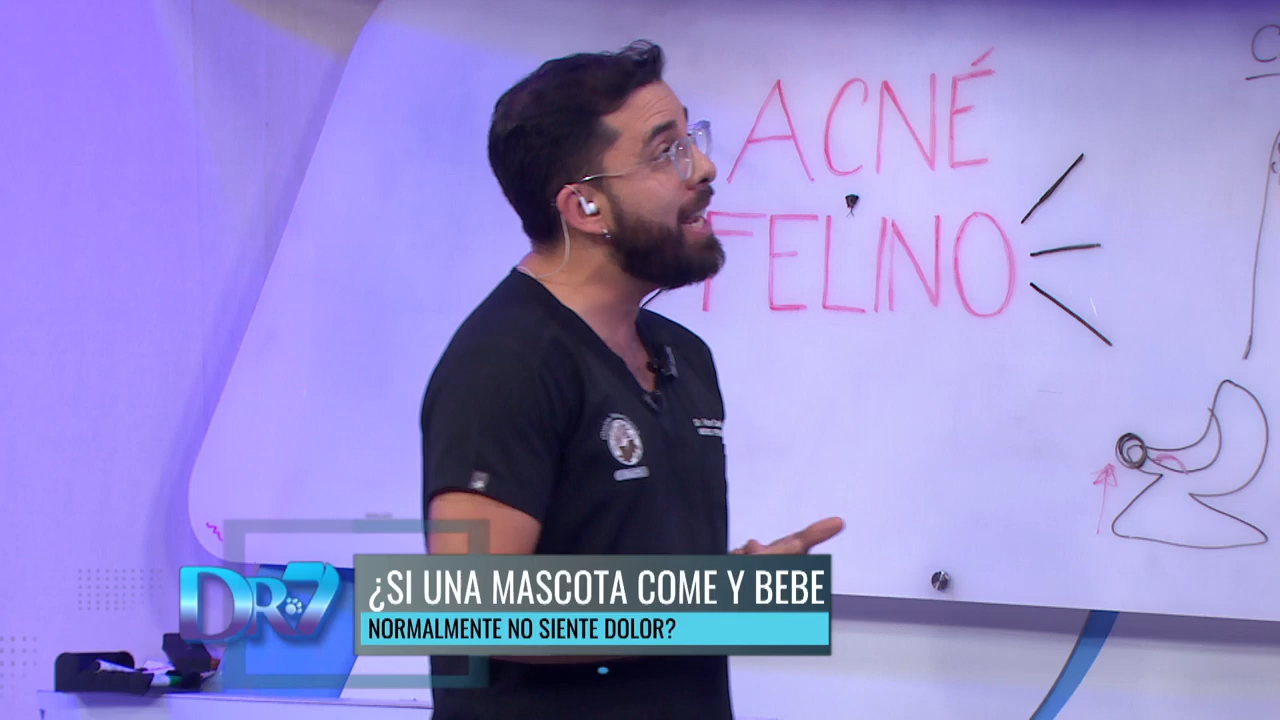 ACNÉ
FELINO
DR7
¿SI UNA MASCOTA COME Y BEBE
NORMALMENTE NO SIENTE DOLOR?